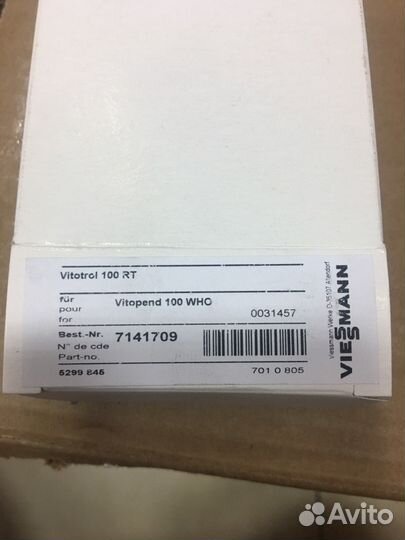 Vitotrol 100 RT
für
pour Vitopend 100 WHO
for 0031457
Best.-Nr. 7141709
N° de cde
Part-no.
5299 845 701 0 805
Viessmann Werke D-35107 Allendorf
VIESSMANN
Avito